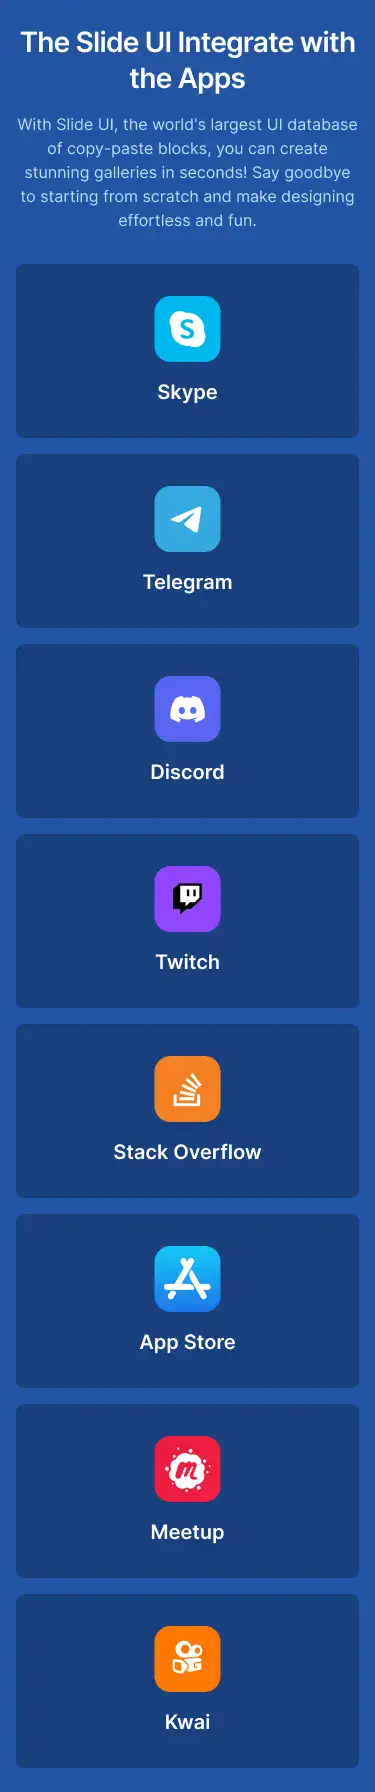 The Slide UI Integrate with
the Apps
With Slide UI, the world's largest UI database
of copy-paste blocks, you can create
stunning galleries in seconds! Say goodbye
to starting from scratch and make designing
effortless and fun.
Skype
Telegram
Discord
Twitch
Stack Overflow
App Store
Meetup
Kwai